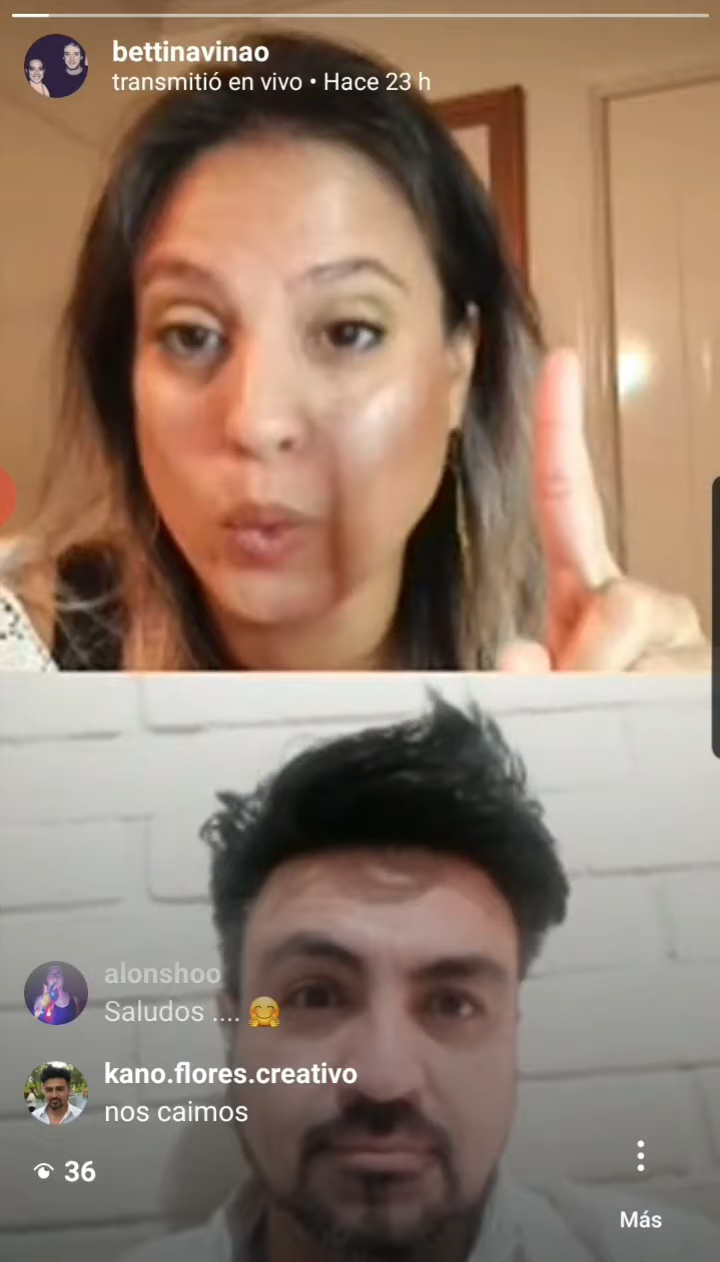 bettinavinao
transmitió en vivo • Hace 23 h
alonshoo
Saludos .... 🤗
kano.flores.creativo
nos caimos
36
Más